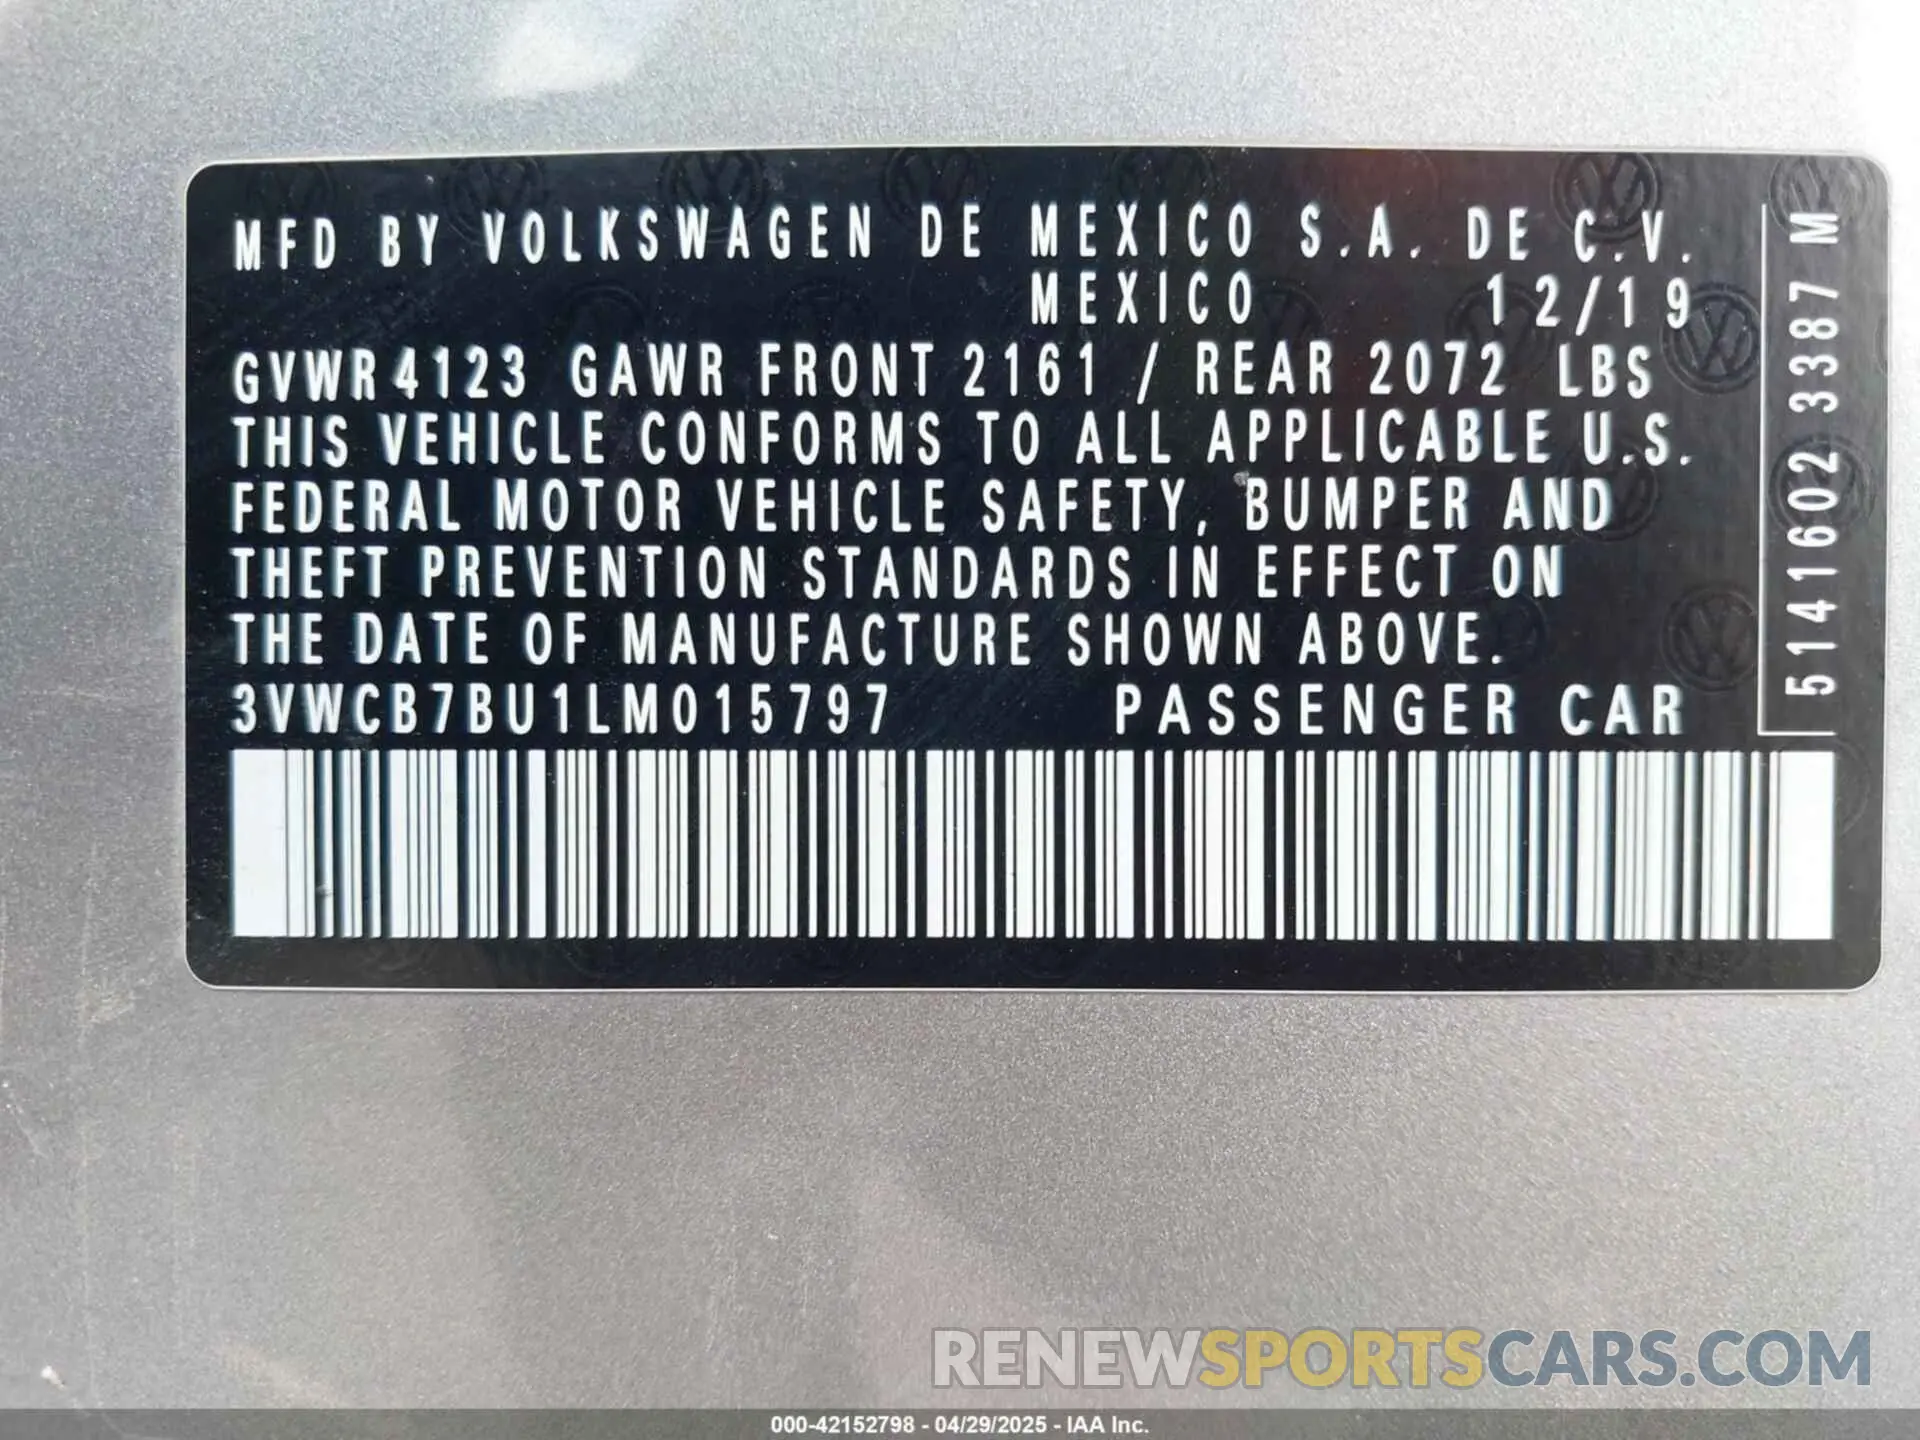 MFD BY VOLKSWAGEN DE MEXICO S.A. DE C.V.
MEXICO 12/19
GVWR 4123 GAWR FRONT 2161 / REAR 2072 LBS
THIS VEHICLE CONFORMS TO ALL APPLICABLE U.S.
FEDERAL MOTOR VEHICLE SAFETY, BUMPER AND
THEFT PREVENTION STANDARDS IN EFFECT ON
THE DATE OF MANUFACTURE SHOWN ABOVE.
3VWCB7BU1LM015797 PASSENGER CAR
5141602 3387 M
RENEWSPORTSCARS.COM
000-42152798 - 04/29/2025 - IAA Inc.